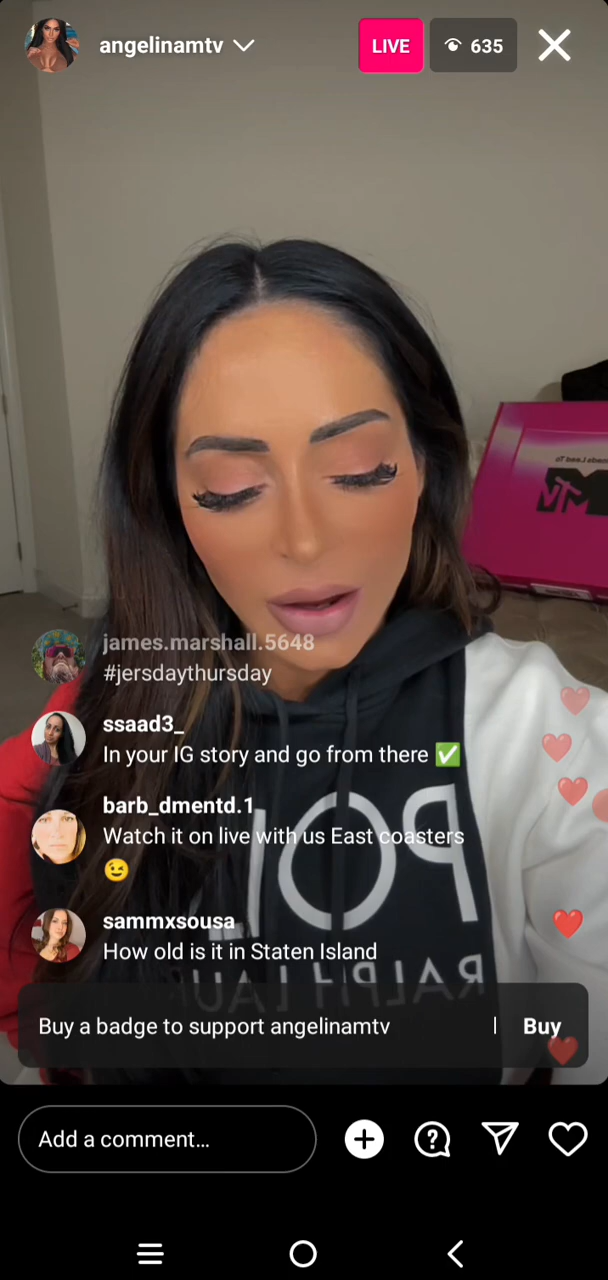 angelinamtv
LIVE
635
MTV
james.marshall.5648
#jersdaythursday
ssaad3_
In your IG story and go from there ✅
barb_dmentd.1
Watch it on live with us East coasters
😉
sammxsousa
How old is it in Staten Island
POLO
RALPH LAU
Buy a badge to support angelinamtv
Buy
Add a comment...